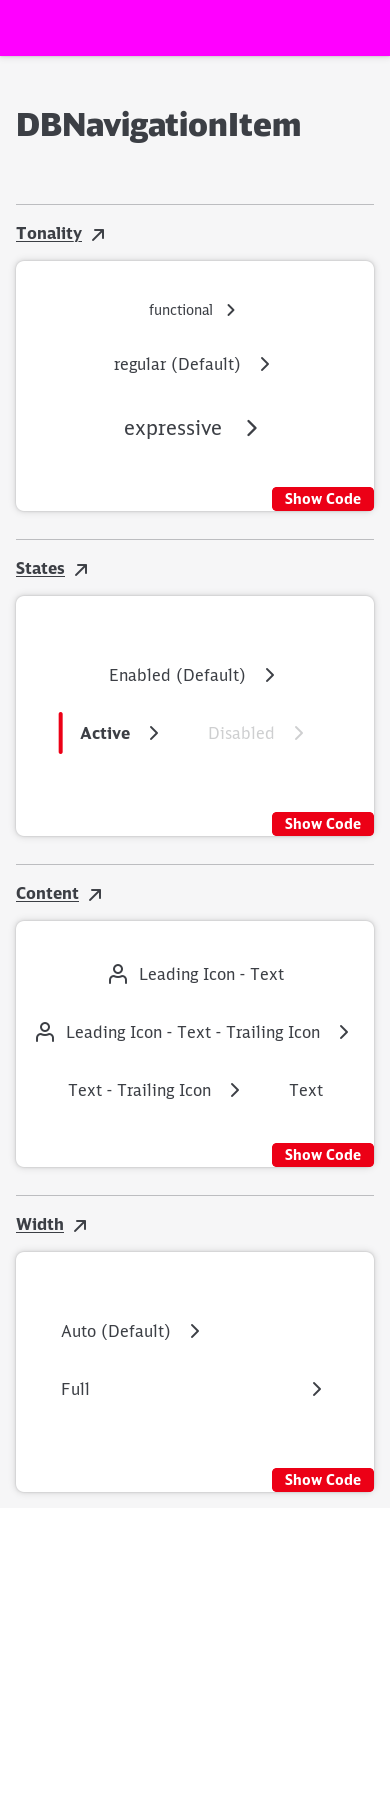 DBNavigationItem
Tonality
functional
regular (Default)
expressive
Show Code
States
Enabled (Default)
Active Disabled
Show Code
Content
Leading Icon - Text
Leading Icon - Text - Trailing Icon
Text - Trailing Icon Text
Show Code
Width
Auto (Default)
Full
Show Code